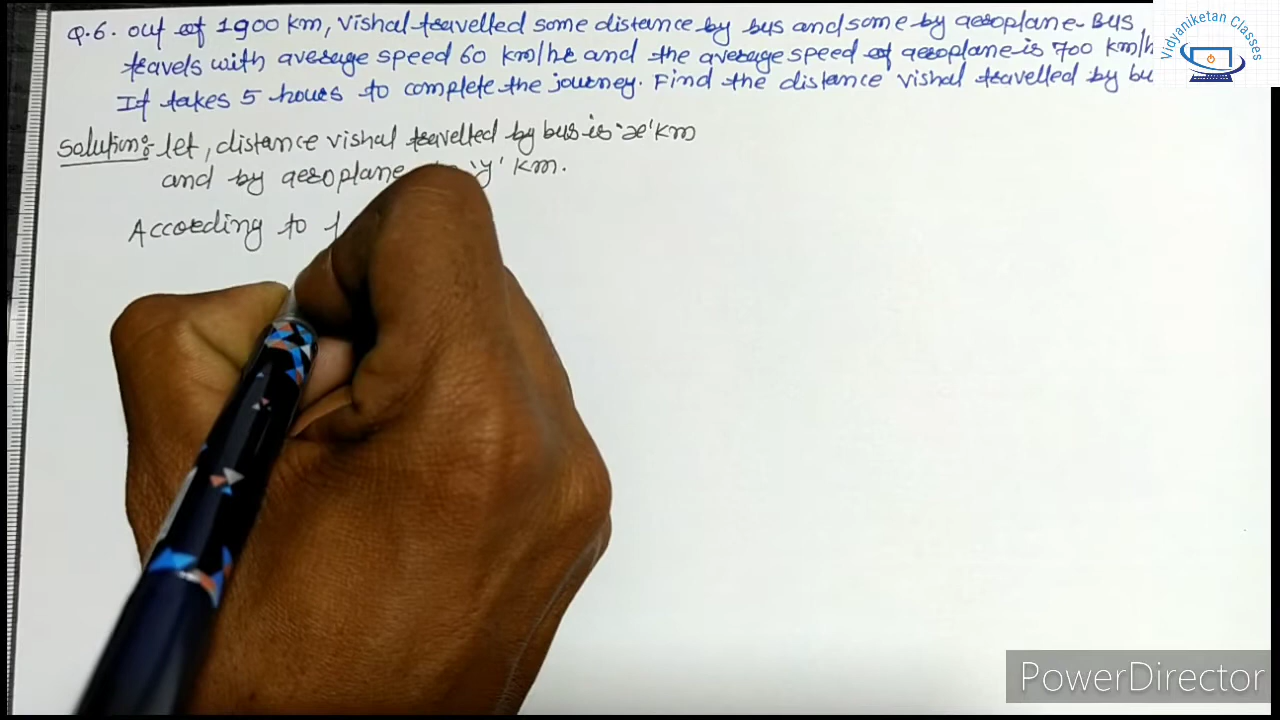 Q.6. Out of 1900 km, Vishal travelled some distance by bus and some by aeroplane. Bus
travels with average speed 60 km/hr and the average speed of aeroplane is 700 km/h
It takes 5 hours to complete the journey. Find the distance vishal travelled by bu
Solution: let, distance vishal travelled by bus is 'x' km
and by aeroplane 'y' km.
According to
Vidyaniketan Classes
PowerDirector